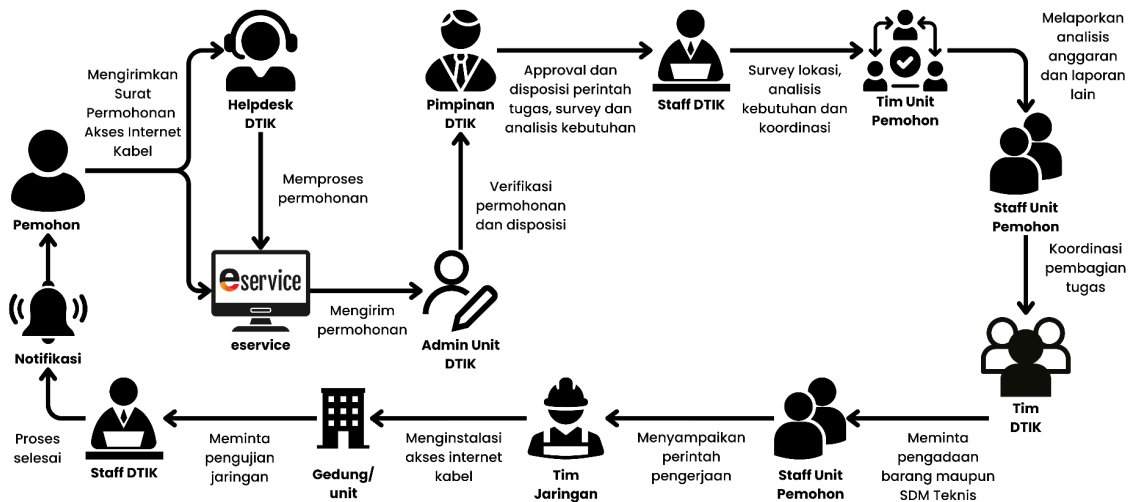 Mengirimkan
Surat
Permohonan
Akses Internet
Kabel
Pemohon
Helpdesk
DTIK
Memproses
permohonan
eservice
eservice
Mengirim
permohonan
Admin Unit
DTIK
Verifikasi
permohonan
dan disposisi
Pimpinan
DTIK
Approval dan
disposisi perintah
tugas, survey dan
analisis kebutuhan
Staff DTIK
Survey lokasi,
analisis
kebutuhan dan
koordinasi
Tim Unit
Pemohon
Melaporkan
analisis
anggaran
dan laporan
lain
Staff Unit
Pemohon
Koordinasi
pembagian
tugas
Tim
DTIK
Meminta
pengadaan
barang maupun
SDM Teknis
Staff Unit
Pemohon
Menyampaikan
perintah
pengerjaan
Tim
Jaringan
Menginstalasi
akses internet
kabel
Gedung/
unit
Meminta
pengujian
jaringan
Staff DTIK
Proses
selesai
Notifikasi